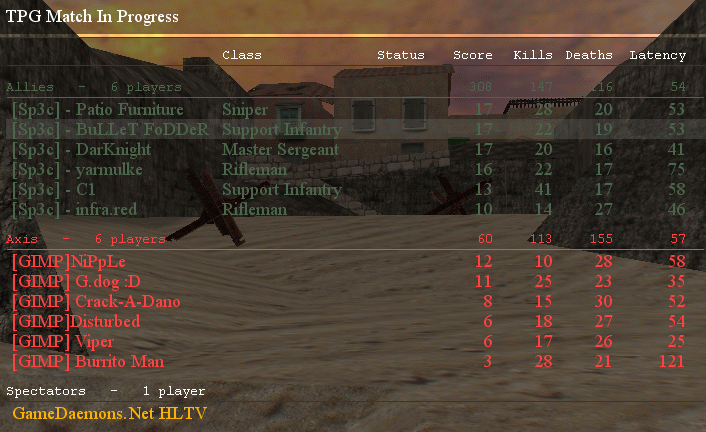 TPG Match In Progress
Class Status Score Kills Deaths Latency
Allies - 6 players 308 147 116 54
[Sp3c] - Patio Furniture Sniper 17 28 20 53
[Sp3c] - BuLLeT FoDDeR Support Infantry 17 22 19 53
[Sp3c] - DarKnight Master Sergeant 17 20 16 41
[Sp3c] - yarmulke Rifleman 16 22 17 75
[Sp3c] - C1 Support Infantry 13 41 17 58
[Sp3c] - infra.red Rifleman 10 14 27 46
Axis - 6 players 60 113 155 57
[GIMP]NiPpLe 12 10 28 58
[GIMP] G.dog :D 11 25 23 35
[GIMP] Crack-A-Dano 8 15 30 52
[GIMP]Disturbed 6 18 27 54
[GIMP] Viper 6 17 26 25
[GIMP] Burrito Man 3 28 21 121
Spectators - 1 player
GameDaemons.Net HLTV